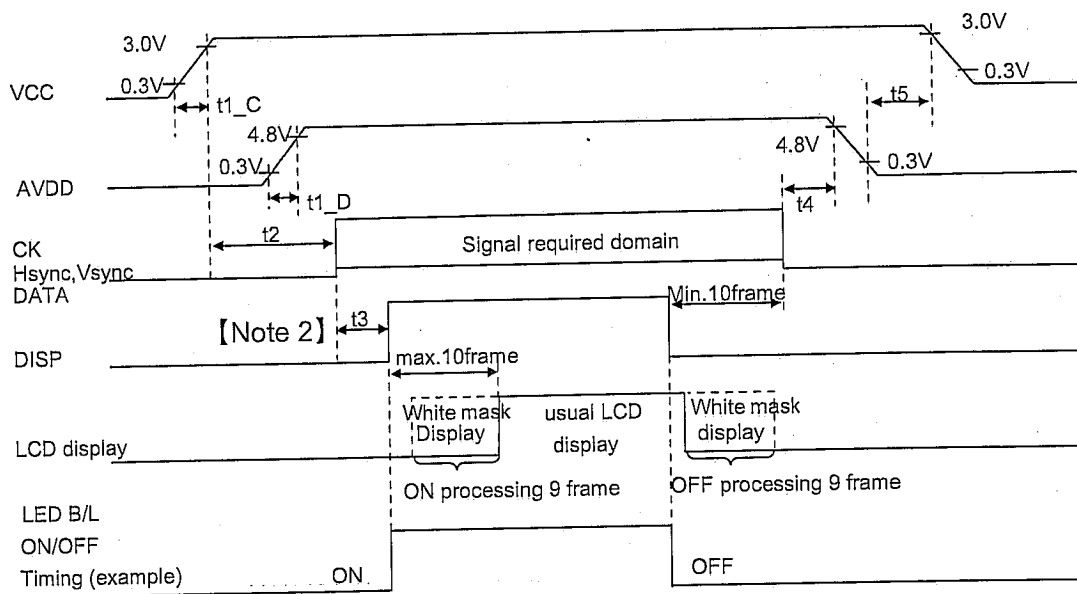 3.0V
3.0V
0.3V
0.3V
VCC
t1_C
t5
4.8V
4.8V
0.3V
0.3V
AVDD
t1_D
t4
t2
Signal required domain
CK
Hsync,Vsync
DATA
Min.10frame
【Note 2】
t3
DISP
max.10frame
White mask
Display
usual LCD
display
White mask
display
LCD display
ON processing 9 frame
OFF processing 9 frame
LED B/L
ON/OFF
Timing (example)
ON
OFF